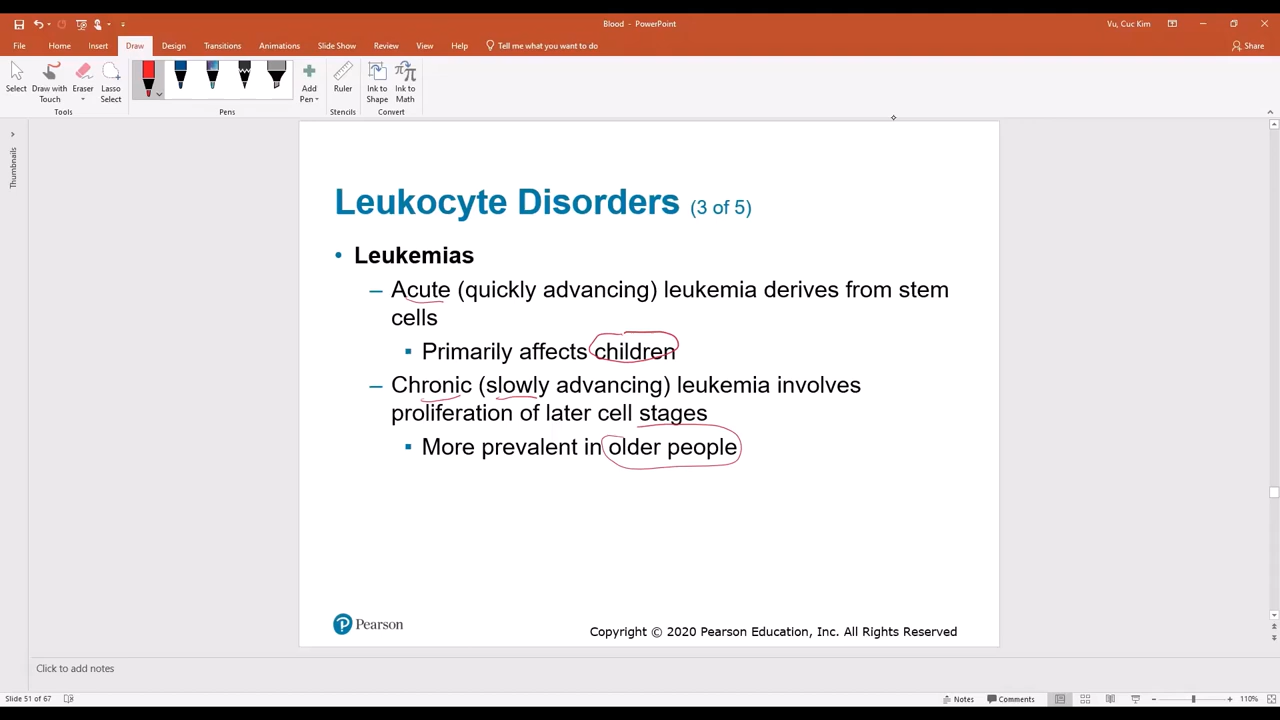 Blood - PowerPoint
Vu, Cuc Kim
File Home Insert Draw Design Transitions Animations Slide Show Review View Help Tell me what you want to do Share
Select Draw with Touch Eraser Lasso Select Add Pen Ruler Ink to Shape Ink to Math
Tools Pens Stencils Convert
Thumbnails
Leukocyte Disorders (3 of 5)
• Leukemias
– Acute (quickly advancing) leukemia derives from stem
cells
▪ Primarily affects children
– Chronic (slowly advancing) leukemia involves
proliferation of later cell stages
▪ More prevalent in older people
Pearson
Copyright © 2020 Pearson Education, Inc. All Rights Reserved
Click to add notes
Slide 51 of 67 Notes Comments 110%